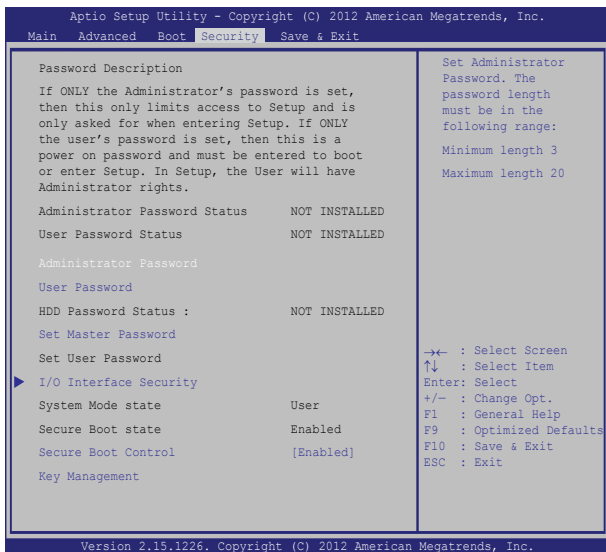 Aptio Setup Utility - Copyright (C) 2012 American Megatrends, Inc.
Main Advanced Boot Security Save & Exit
Password Description
If ONLY the Administrator's password is set,
then this only limits access to Setup and is
only asked for when entering Setup. If ONLY
the user's password is set, then this is a
power on password and must be entered to boot
or enter Setup. In Setup, the User will have
Administrator rights.
Administrator Password Status NOT INSTALLED
User Password Status NOT INSTALLED
Administrator Password
User Password
HDD Password Status : NOT INSTALLED
Set Master Password
Set User Password
I/O Interface Security
System Mode state User
Secure Boot state Enabled
Secure Boot Control [Enabled]
Key Management
Set Administrator
Password. The
password length
must be in the
following range:
Minimum length 3
Maximum length 20
→← : Select Screen
↑↓ : Select Item
Enter: Select
+/— : Change Opt.
F1 : General Help
F9 : Optimized Defaults
F10 : Save & Exit
ESC : Exit
Version 2.15.1226. Copyright (C) 2012 American Megatrends, Inc.